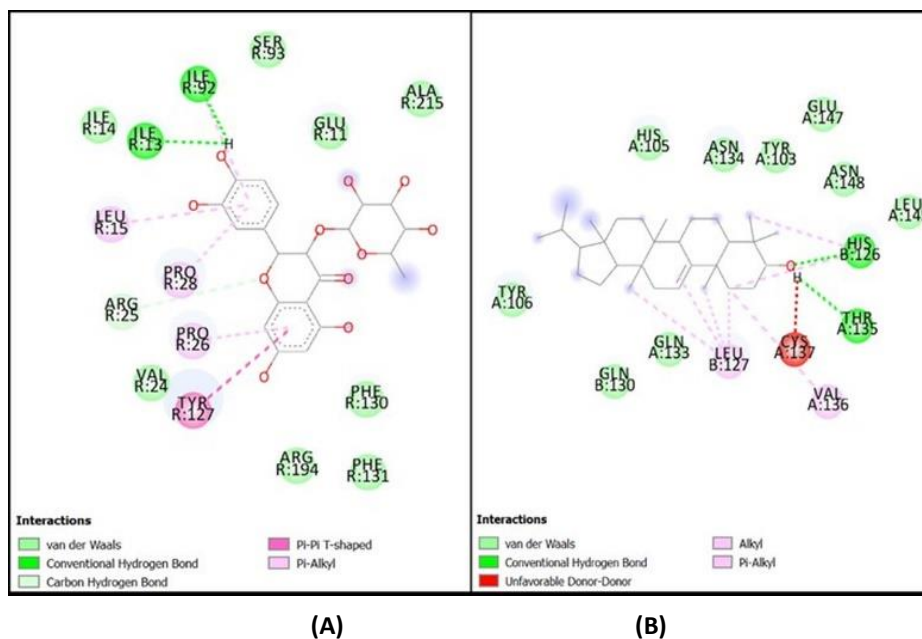 SER
R:93
ILE
R:92
ALA
R:215
ILE
R:14
ILE
R:13
GLU
R:11
H
O
O
O
O
O
O
O
LEU
R:15
PRO
R:28
O
O
O
ARG
R:25
PRO
R:26
O
O
VAL
R:24
TYR
R:127
PHE
R:130
ARG
R:194
PHE
R:131
Interactions
van der Waals
Conventional Hydrogen Bond
Carbon Hydrogen Bond
Pi-Pi T-shaped
Pi-Alkyl
GLU
A:147
HIS
A:105
ASN
A:134
TYR
A:103
ASN
A:148
LEU
A:14
HIS
B:126
O
H
TYR
A:106
THR
A:135
GLN
A:133
LEU
B:127
CYS
A:137
GLN
B:130
VAL
A:136
Interactions
van der Waals
Conventional Hydrogen Bond
Unfavorable Donor-Donor
Alkyl
Pi-Alkyl
(A)
(B)